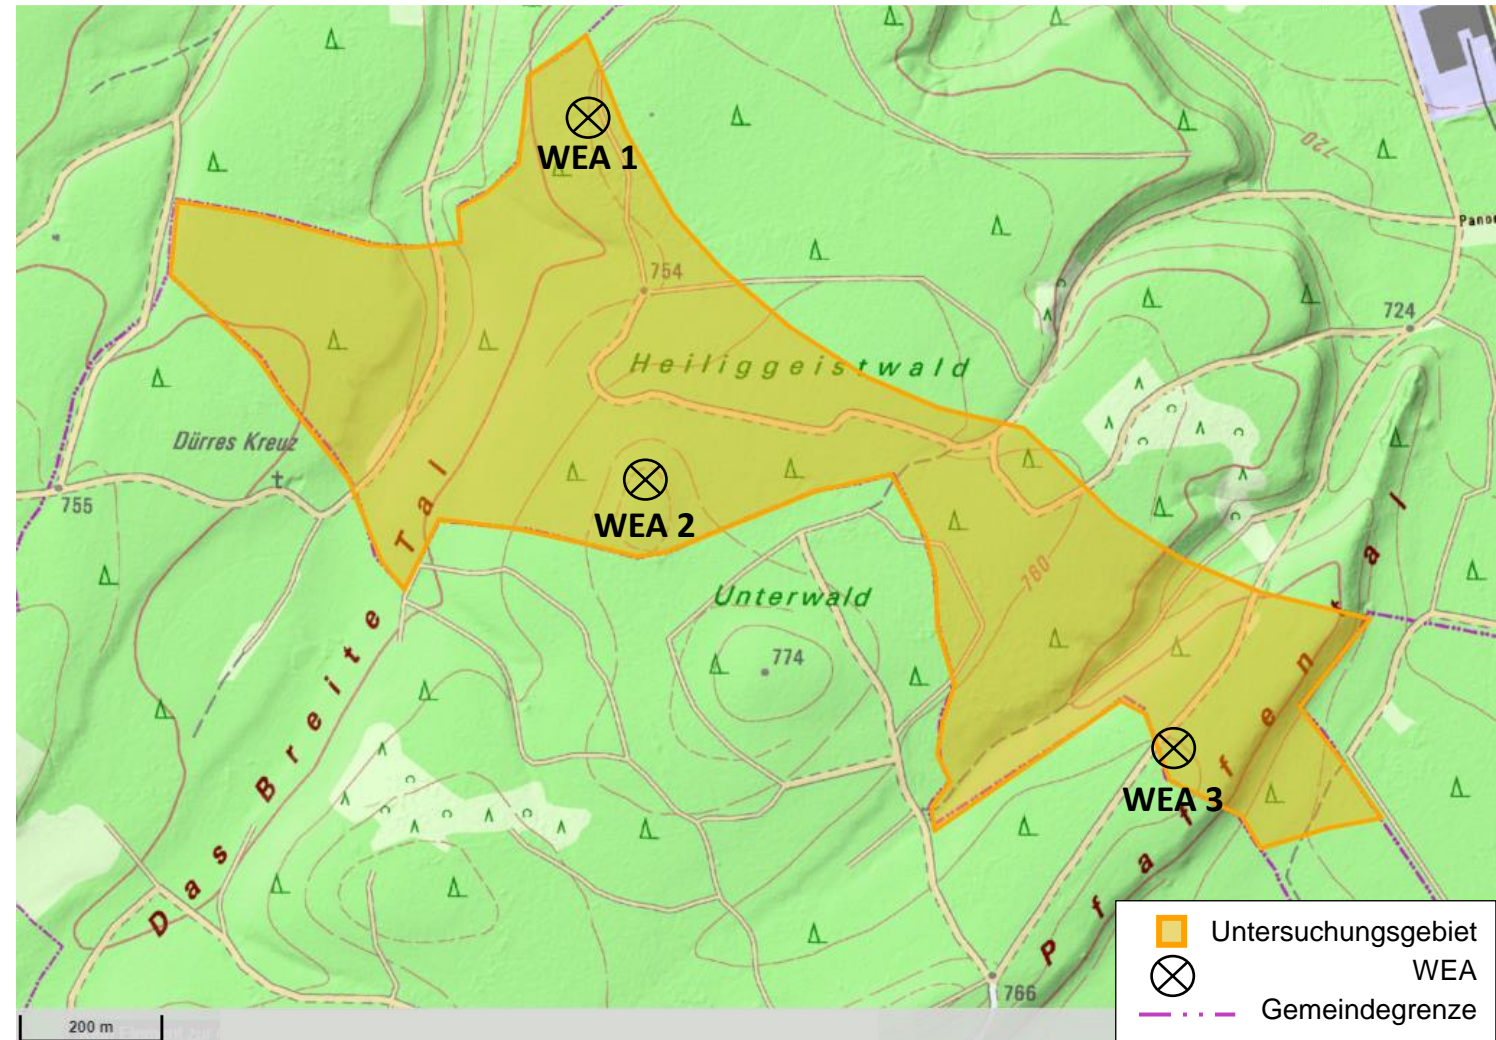 WEA 1
720
Panor
754
724
Heiliggeistwald
Dürres Kreuz
755
WEA 2
760
Unterwald
774
Das Breite Tal
WEA 3
Pfaffental
766
Untersuchungsgebiet
WEA
Gemeindegrenze
200 m